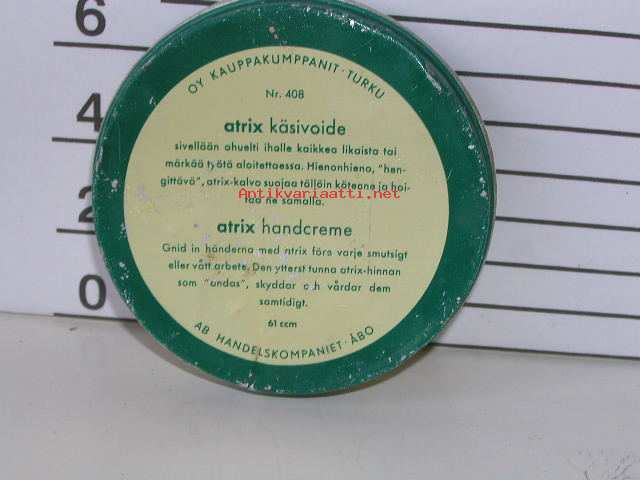 6
4
2
0
OY KAUPPAKUMPPANIT · TURKU
Nr. 408
atrix käsivoide
sivellään ohuelti iholle kaikkea likaista tai
märkää työtä aloitettaessa. Hienonhieno, "hen-
gittävä", atrix-kalvo suojaa tällöin kätenne ja hoi-
taa ne samalla.
Antikvariaatti.net
atrix handcreme
Gnid in händerna med atrix före varje smutsigt
eller vått arbete. Den ytterst tunna atrix-hinnan
som "andas", skyddar och vårdar dem
samtidigt.
61 ccm
AB HANDELSKOMPANIET · ÅBO